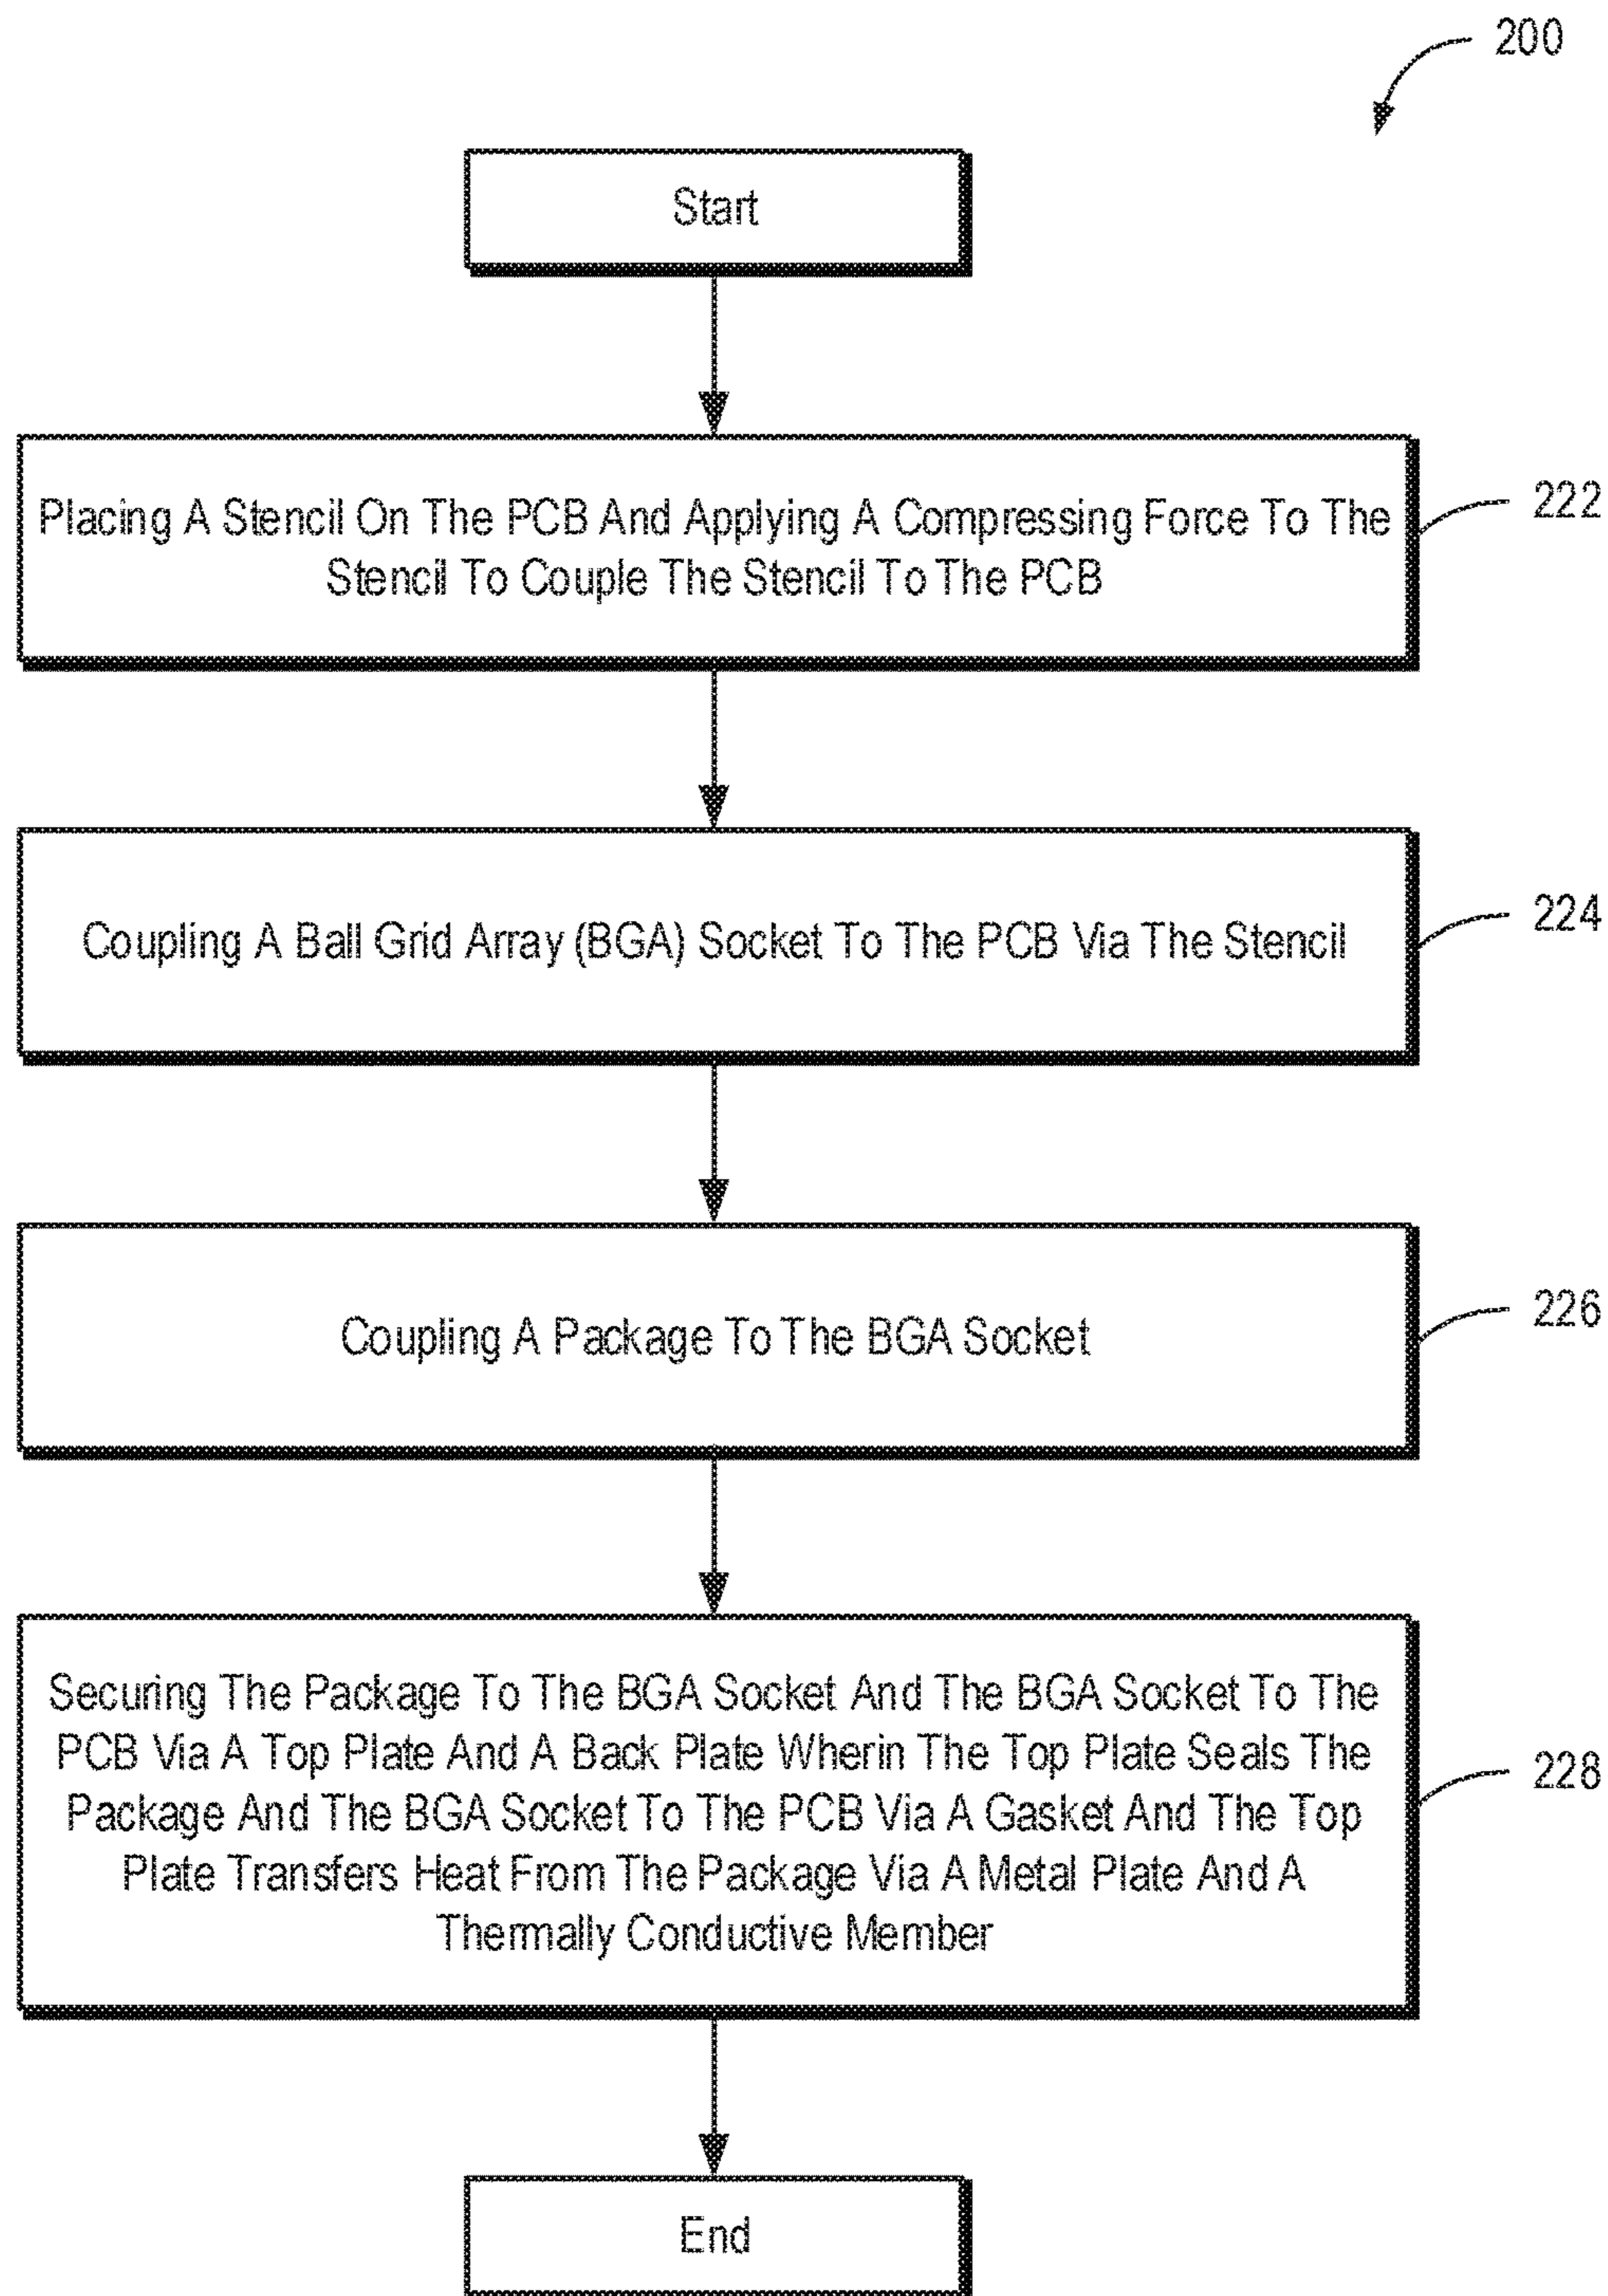 200
Start
Placing A Stencil On The PCB And Applying A Compressing Force To The
Stencil To Couple The Stencil To The PCB
222
Coupling A Ball Grid Array (BGA) Socket To The PCB Via The Stencil
224
Coupling A Package To The BGA Socket
226
Securing The Package To The BGA Socket And The BGA Socket To The
PCB Via A Top Plate And A Back Plate Wherin The Top Plate Seals The
Package And The BGA Socket To The PCB Via A Gasket And The Top
Plate Transfers Heat From The Package Via A Metal Plate And A
Thermally Conductive Member
228
End